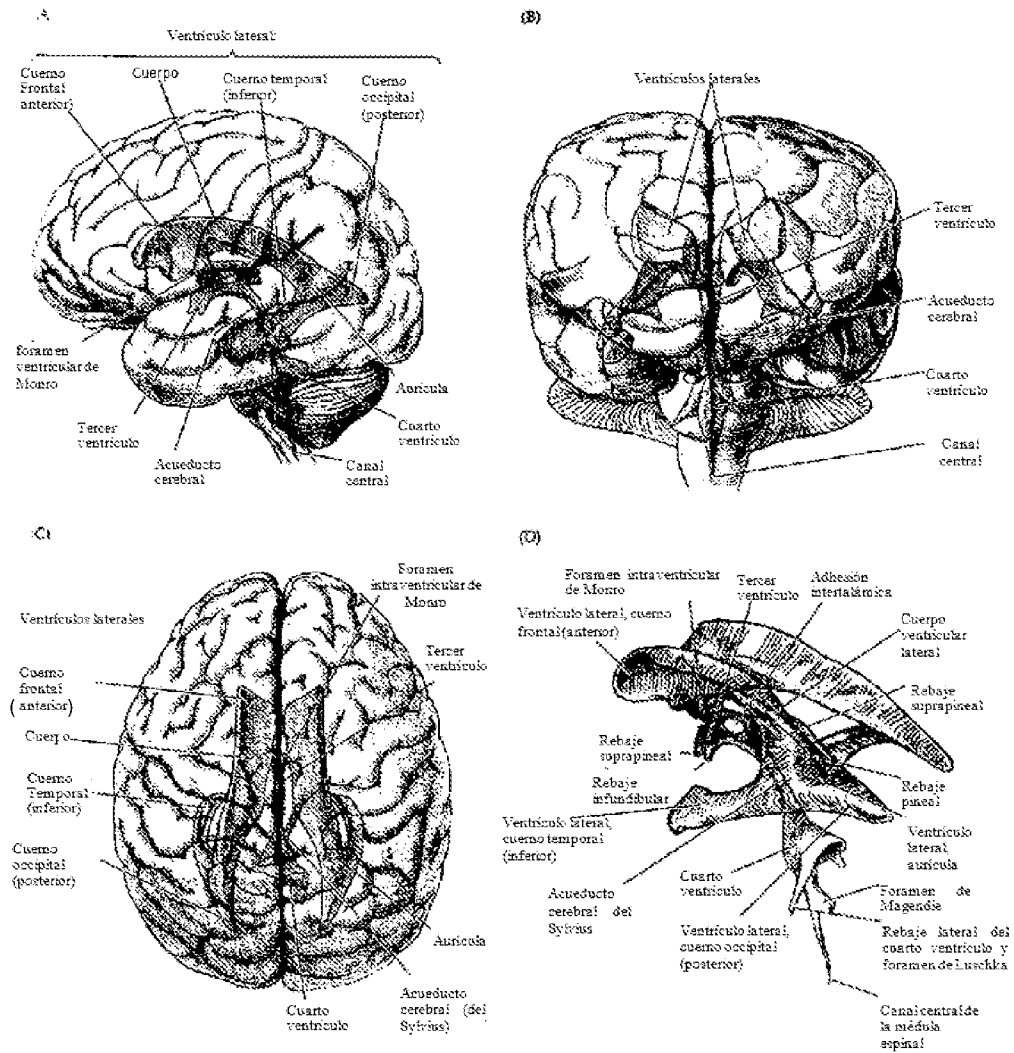 A
Ventrículo lateral
Cuerno
Frontal
anterior)
Cuerpo
Cuerno temporal
(inferior)
Cuerno
occipital
(posterior)
foramen
ventricular de
Monro
Tercer
ventrículo
Acueducto
cerebral
Aurícula
Cuarto
ventrículo
Canal
central
(B)
Ventrículos laterales
Tercer
ventrículo
Acueducto
cerebral
Cuarto
ventrículo
Canal
central
C)
Foramen
intraventricular de
Monro
Ventrículos laterales
Tercer
ventrículo
Cuerno
frontal
(anterior)
Cuerpo
Cuerno
Temporal
(inferior)
Cuerno
occipital
(posterior)
Aurícula
Cuarto
ventrículo
Acueducto
cerebral (del
Sylvius)
(D)
Foramen intraventricular
de Monro
Tercer
ventrículo
Adhesión
intertalámica
Ventrículo lateral, cuerno
frontal (anterior)
Cuerpo
ventricular
lateral
Rebaje
suprapineal
Rebaje
suprapineal
Rebaje
infundibular
Rebaje
pineal
Ventrículo lateral,
cuerno temporal
(inferior)
Ventrículo
lateral,
aurícula
Acueducto
cerebral del
Sylvius
Cuarto
ventrículo
Foramen de
Magendie
Ventrículo lateral,
cuerno occipital
(posterior)
Rebaje lateral del
cuarto ventrículo y
foramen de Luschka
Canal central de
la médula
espinal